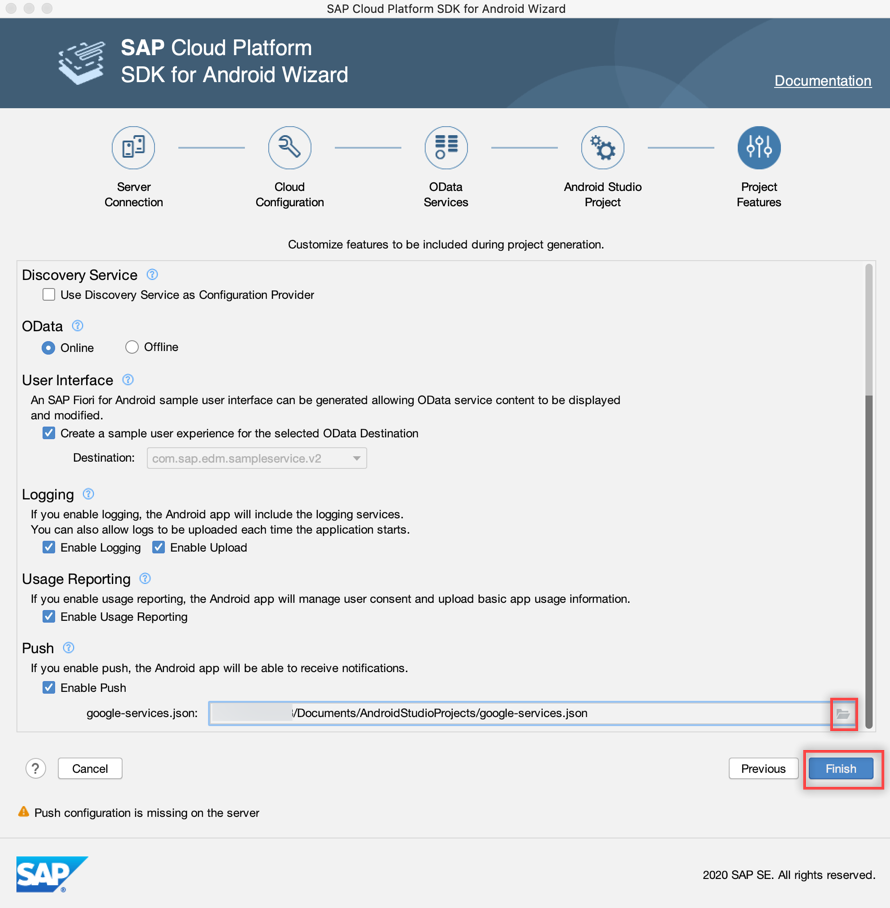 SAP Cloud Platform SDK for Android Wizard
SAP Cloud Platform
SDK for Android Wizard
Documentation
Server
Connection
Cloud
Configuration
OData
Services
Android Studio
Project
Project
Features
Customize features to be included during project generation.
Discovery Service ?
Use Discovery Service as Configuration Provider
OData ?
Online Offline
User Interface ?
An SAP Fiori for Android sample user interface can be generated allowing OData service content to be displayed
and modified.
Create a sample user experience for the selected OData Destination
Destination: com.sap.edm.sampleservice.v2
Logging ?
If you enable logging, the Android app will include the logging services.
You can also allow logs to be uploaded each time the application starts.
Enable Logging Enable Upload
Usage Reporting ?
If you enable usage reporting, the Android app will manage user consent and upload basic app usage information.
Enable Usage Reporting
Push ?
If you enable push, the Android app will be able to receive notifications.
Enable Push
google-services.json: /Documents/AndroidStudioProjects/google-services.json
? Cancel Previous Finish
Push configuration is missing on the server
SAP ®
2020 SAP SE. All rights reserved.